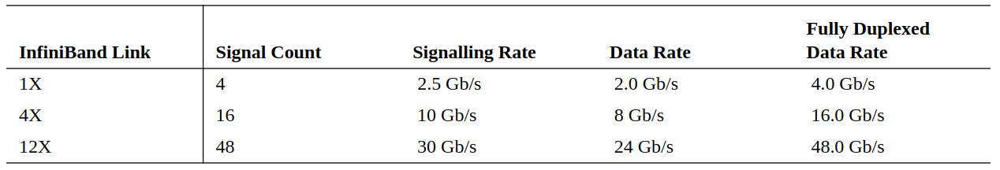 Fully Duplexed
InfiniBand Link Signal Count Signalling Rate Data Rate Data Rate
1X 4 2.5 Gb/s 2.0 Gb/s 4.0 Gb/s
4X 16 10 Gb/s 8 Gb/s 16.0 Gb/s
12X 48 30 Gb/s 24 Gb/s 48.0 Gb/s